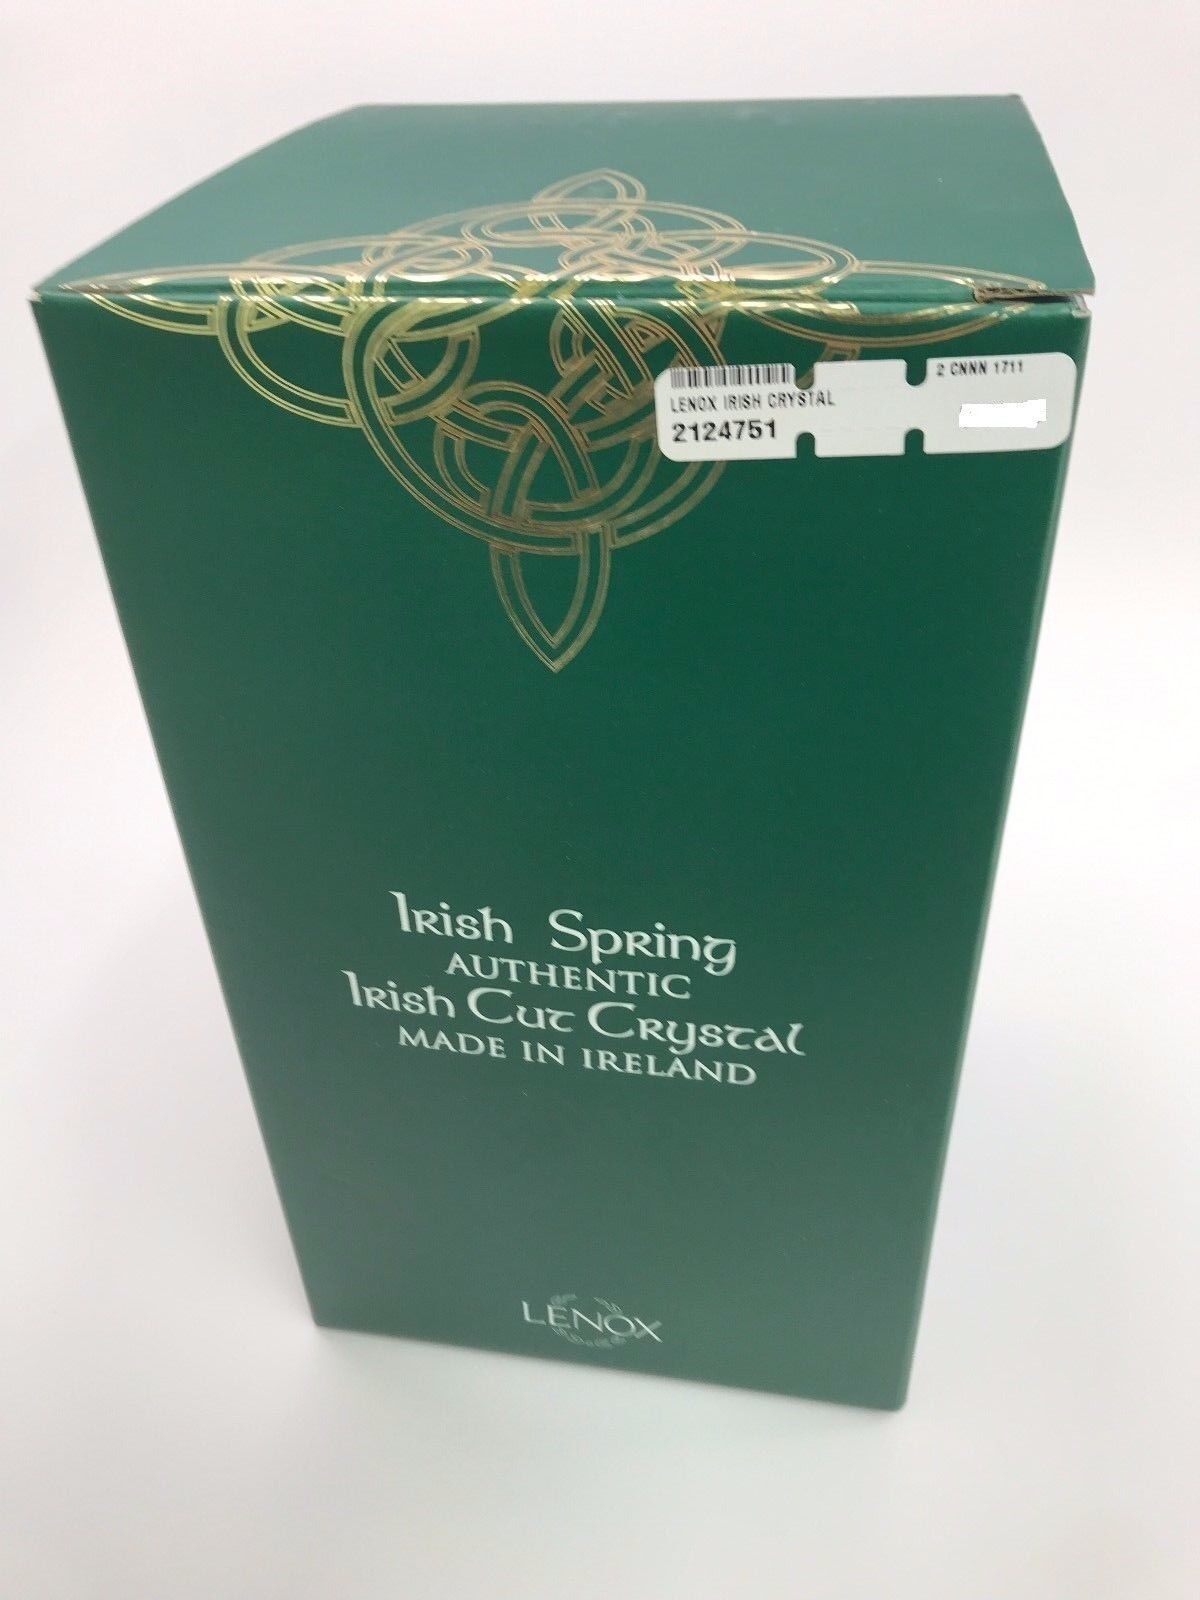 2 CNNN 1711
LENOX IRISH CRYSTAL
2124751
Irish Spring
AUTHENTIC
Irish Cut Crystal
MADE IN IRELAND
LENOX